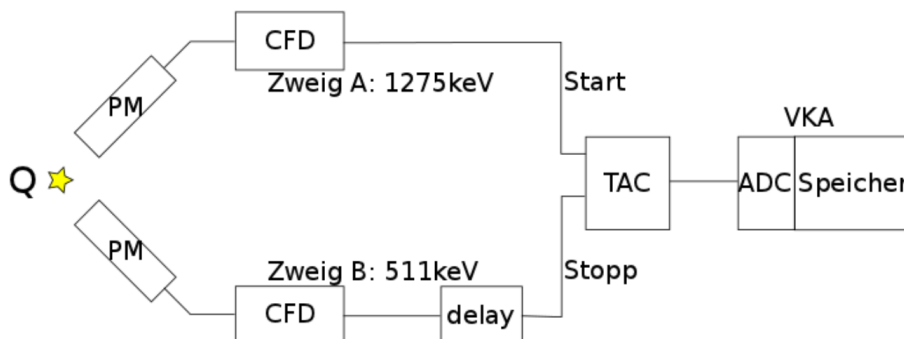 CFD
Zweig A: 1275keV
PM
Start
VKA
Q
TAC
ADC
Speicher
PM
Zweig B: 511keV
Stopp
CFD
delay